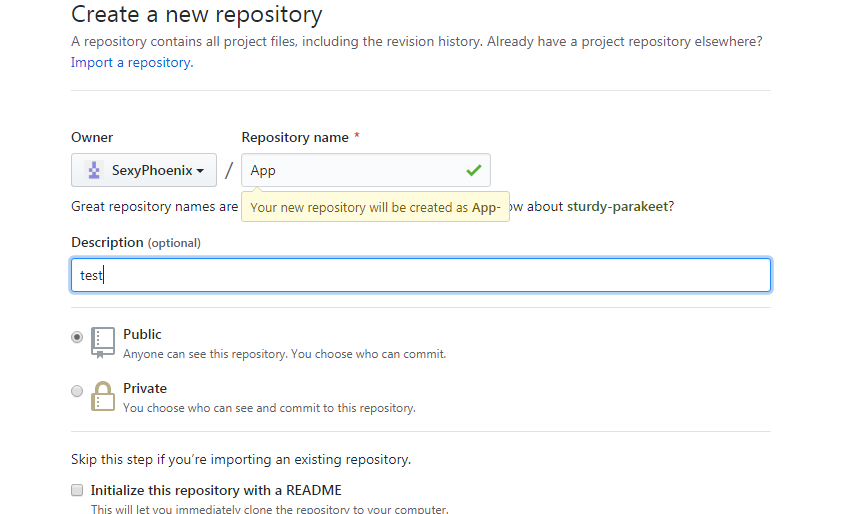 Create a new repository
A repository contains all project files, including the revision history. Already have a project repository elsewhere?
Import a repository.
Owner
Repository name *
SexyPhoenix / App
Your new repository will be created as App-
Great repository names are about sturdy-parakeet?
Description (optional)
test
Public
Anyone can see this repository. You choose who can commit.
Private
You choose who can see and commit to this repository.
Skip this step if you're importing an existing repository.
Initialize this repository with a README
This will let you immediately clone the repository to your computer.